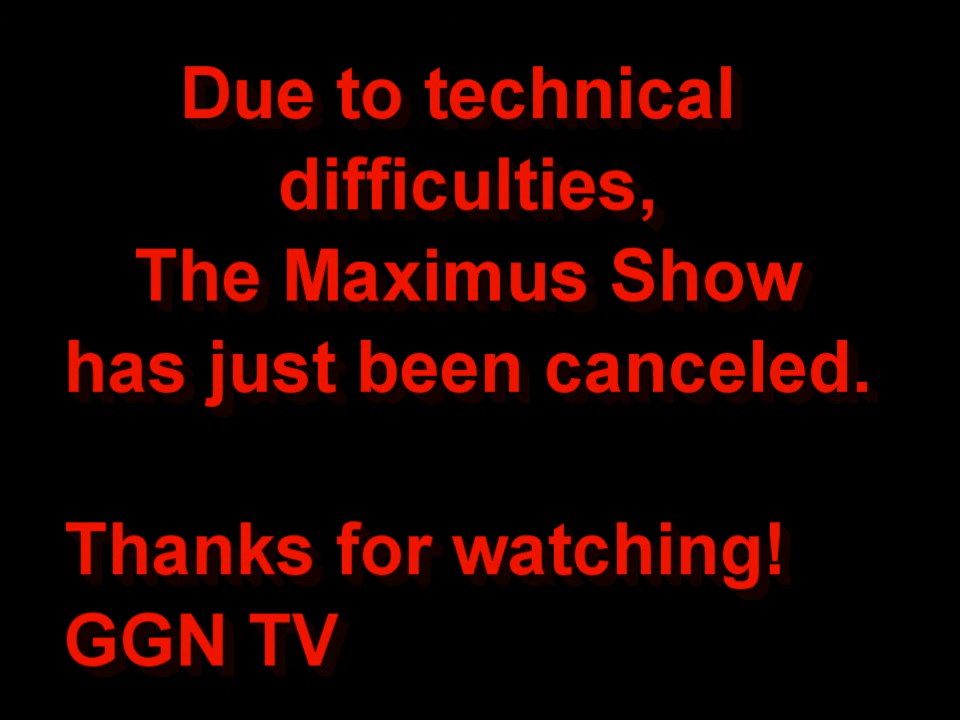 Due to technical
difficulties,
The Maximus Show
has just been canceled.
Thanks for watching!
GGN TV